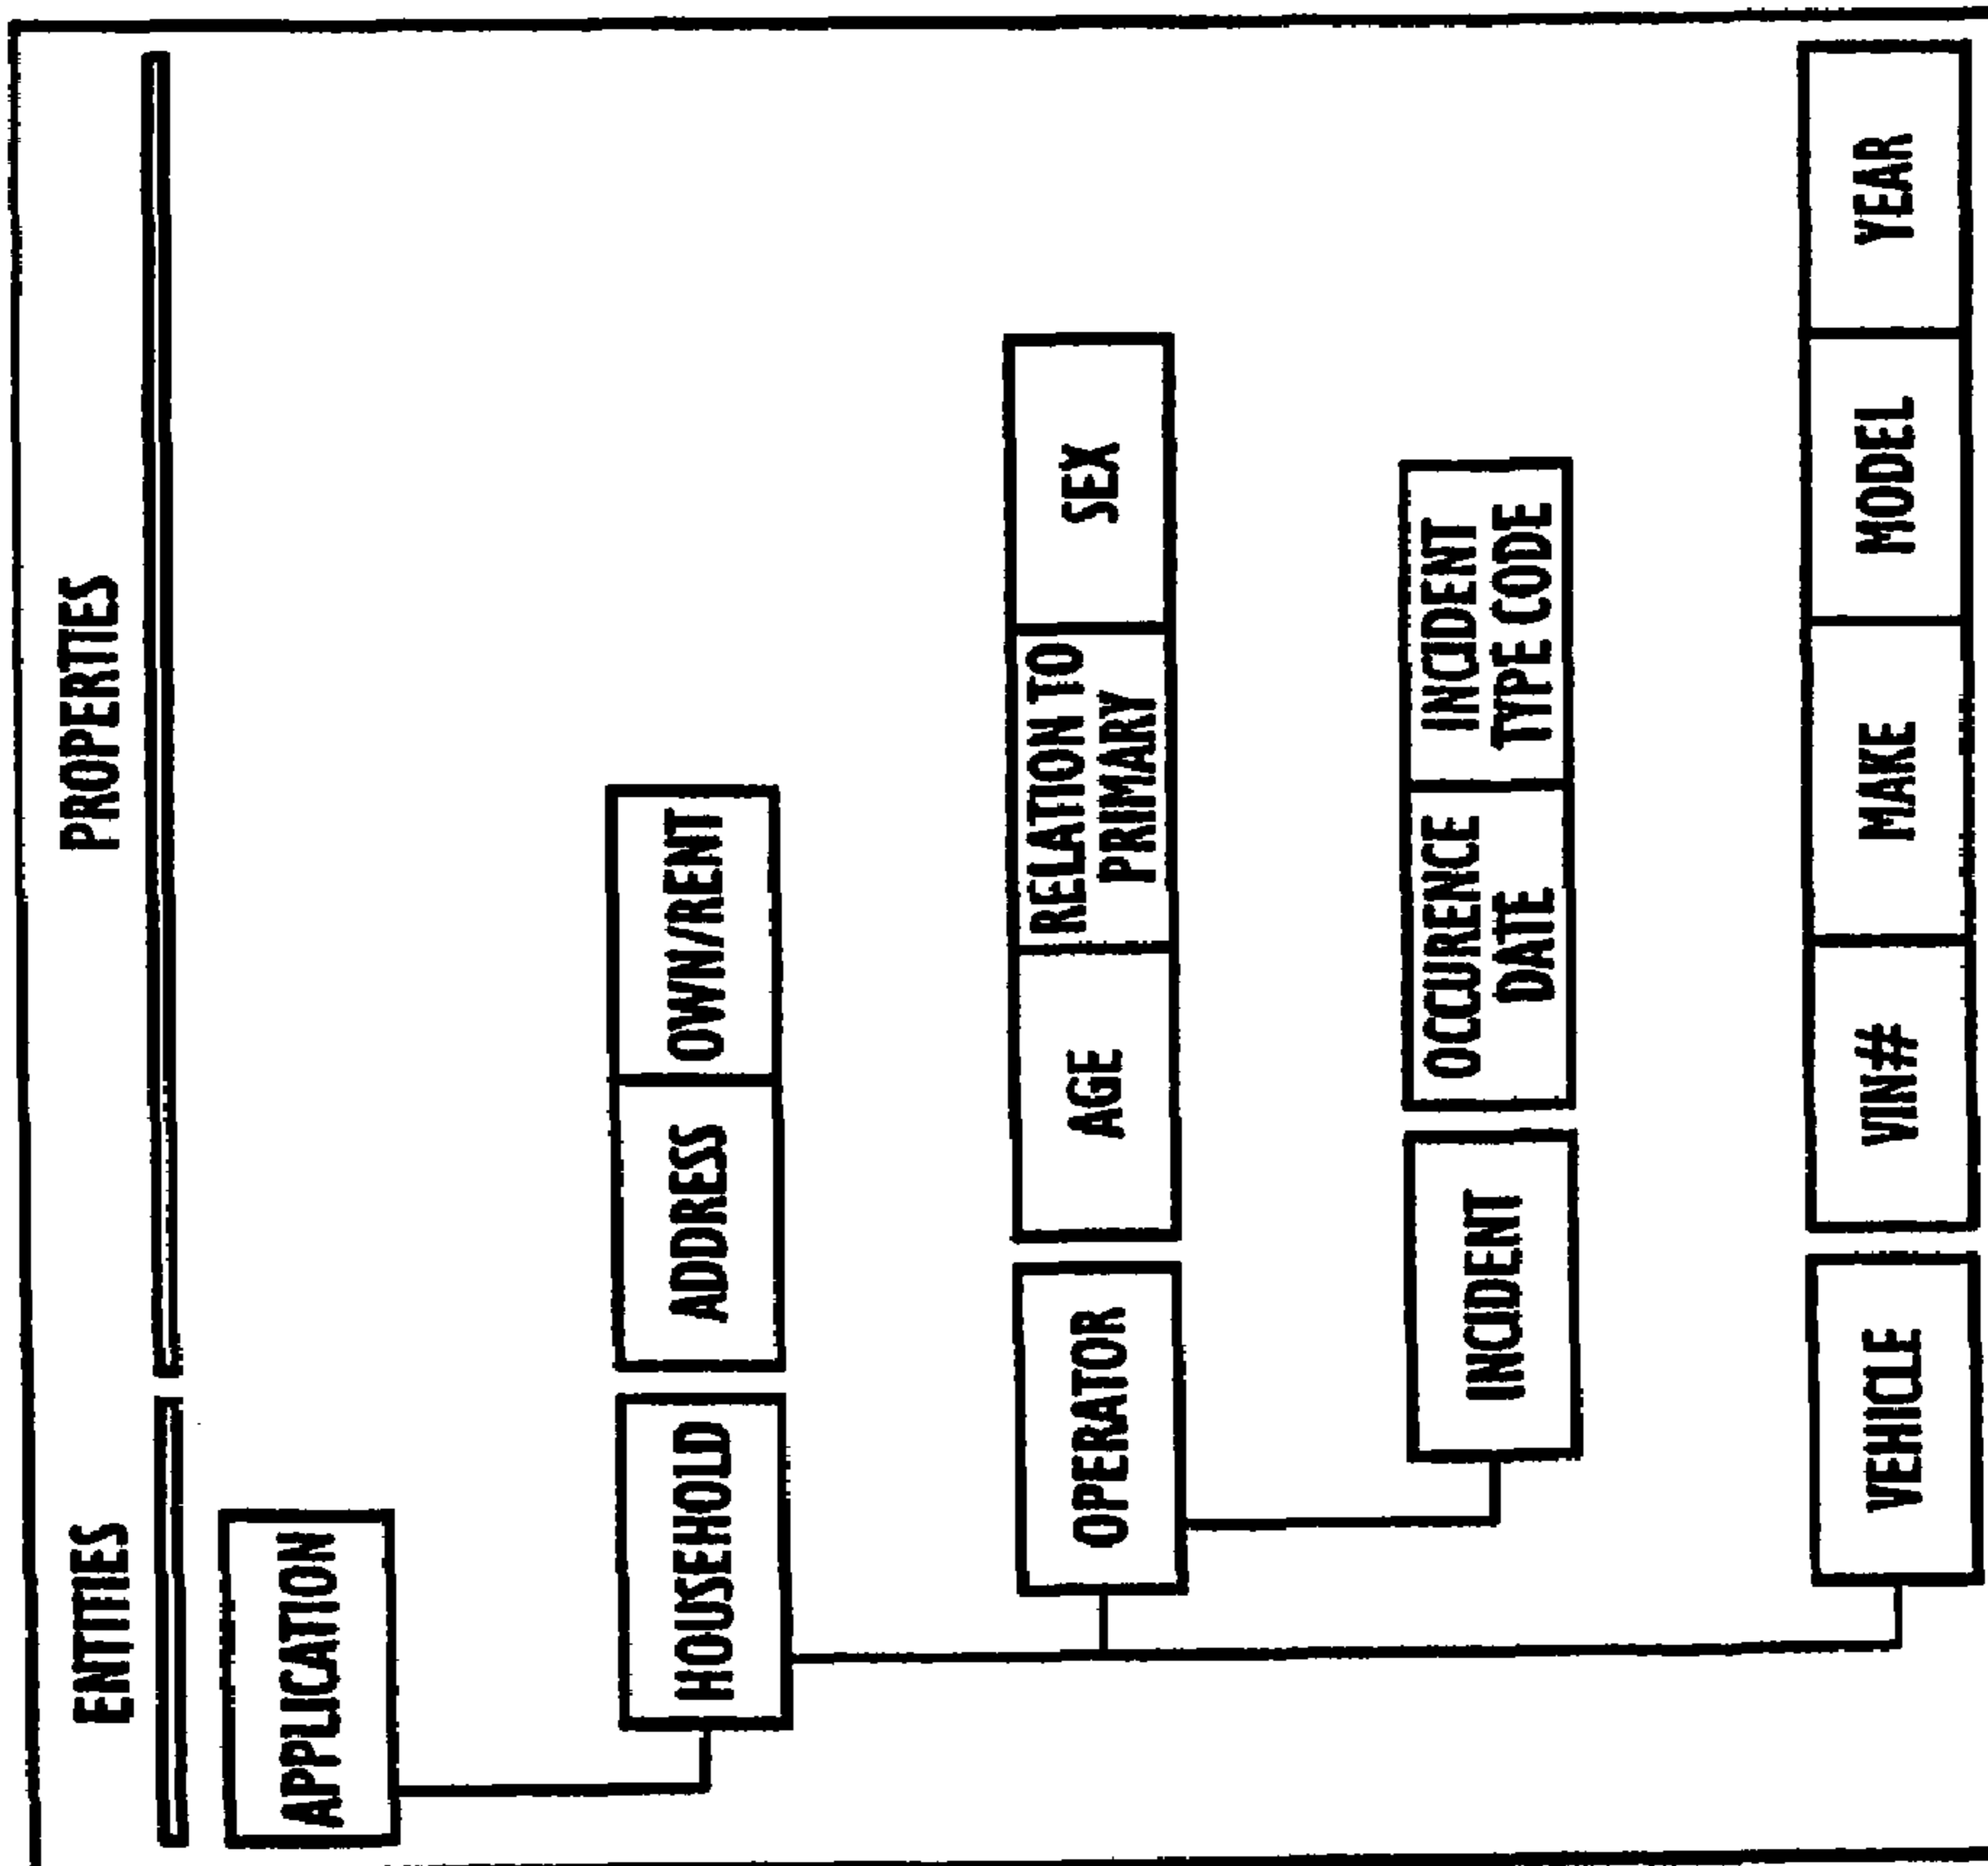 ENTITIES
PROPERTIES
APPLICATION
HOUSEHOLD
ADDRESS
OWN/RENT
OPERATOR
AGE
RELATION TO
PRIMARY
SEX
INCIDENT
OCCURENCE
DATE
INCIDENT
TYPE CODE
VEHICLE
VIN#
MAKE
MODEL
YEAR